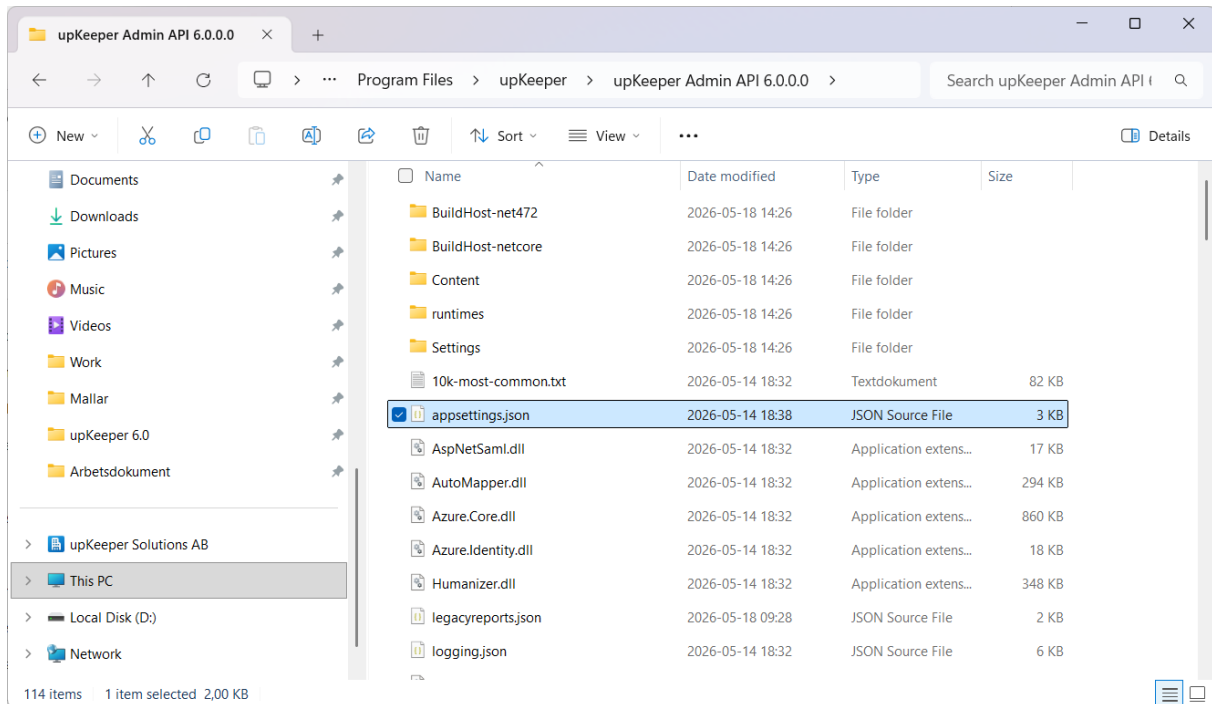 upKeeper Admin API 6.0.0.0
Program Files > upKeeper > upKeeper Admin API 6.0.0.0 >
Search upKeeper Admin API
New
Sort
View
Details
Documents
Downloads
Pictures
Music
Videos
Work
Mallar
upKeeper 6.0
Arbetsdokument
upKeeper Solutions AB
This PC
Local Disk (D:)
Network
Name Date modified Type Size
BuildHost-net472 2026-05-18 14:26 File folder
BuildHost-netcore 2026-05-18 14:26 File folder
Content 2026-05-18 14:26 File folder
runtimes 2026-05-18 14:26 File folder
Settings 2026-05-18 14:26 File folder
10k-most-common.txt 2026-05-14 18:32 Textdokument 82 KB
appsettings.json 2026-05-14 18:38 JSON Source File 3 KB
AspNetSaml.dll 2026-05-14 18:32 Application extens... 17 KB
AutoMapper.dll 2026-05-14 18:32 Application extens... 294 KB
Azure.Core.dll 2026-05-14 18:32 Application extens... 860 KB
Azure.Identity.dll 2026-05-14 18:32 Application extens... 18 KB
Humanizer.dll 2026-05-14 18:32 Application extens... 348 KB
legacyreports.json 2026-05-18 09:28 JSON Source File 2 KB
logging.json 2026-05-14 18:32 JSON Source File 6 KB
114 items 1 item selected 2,00 KB